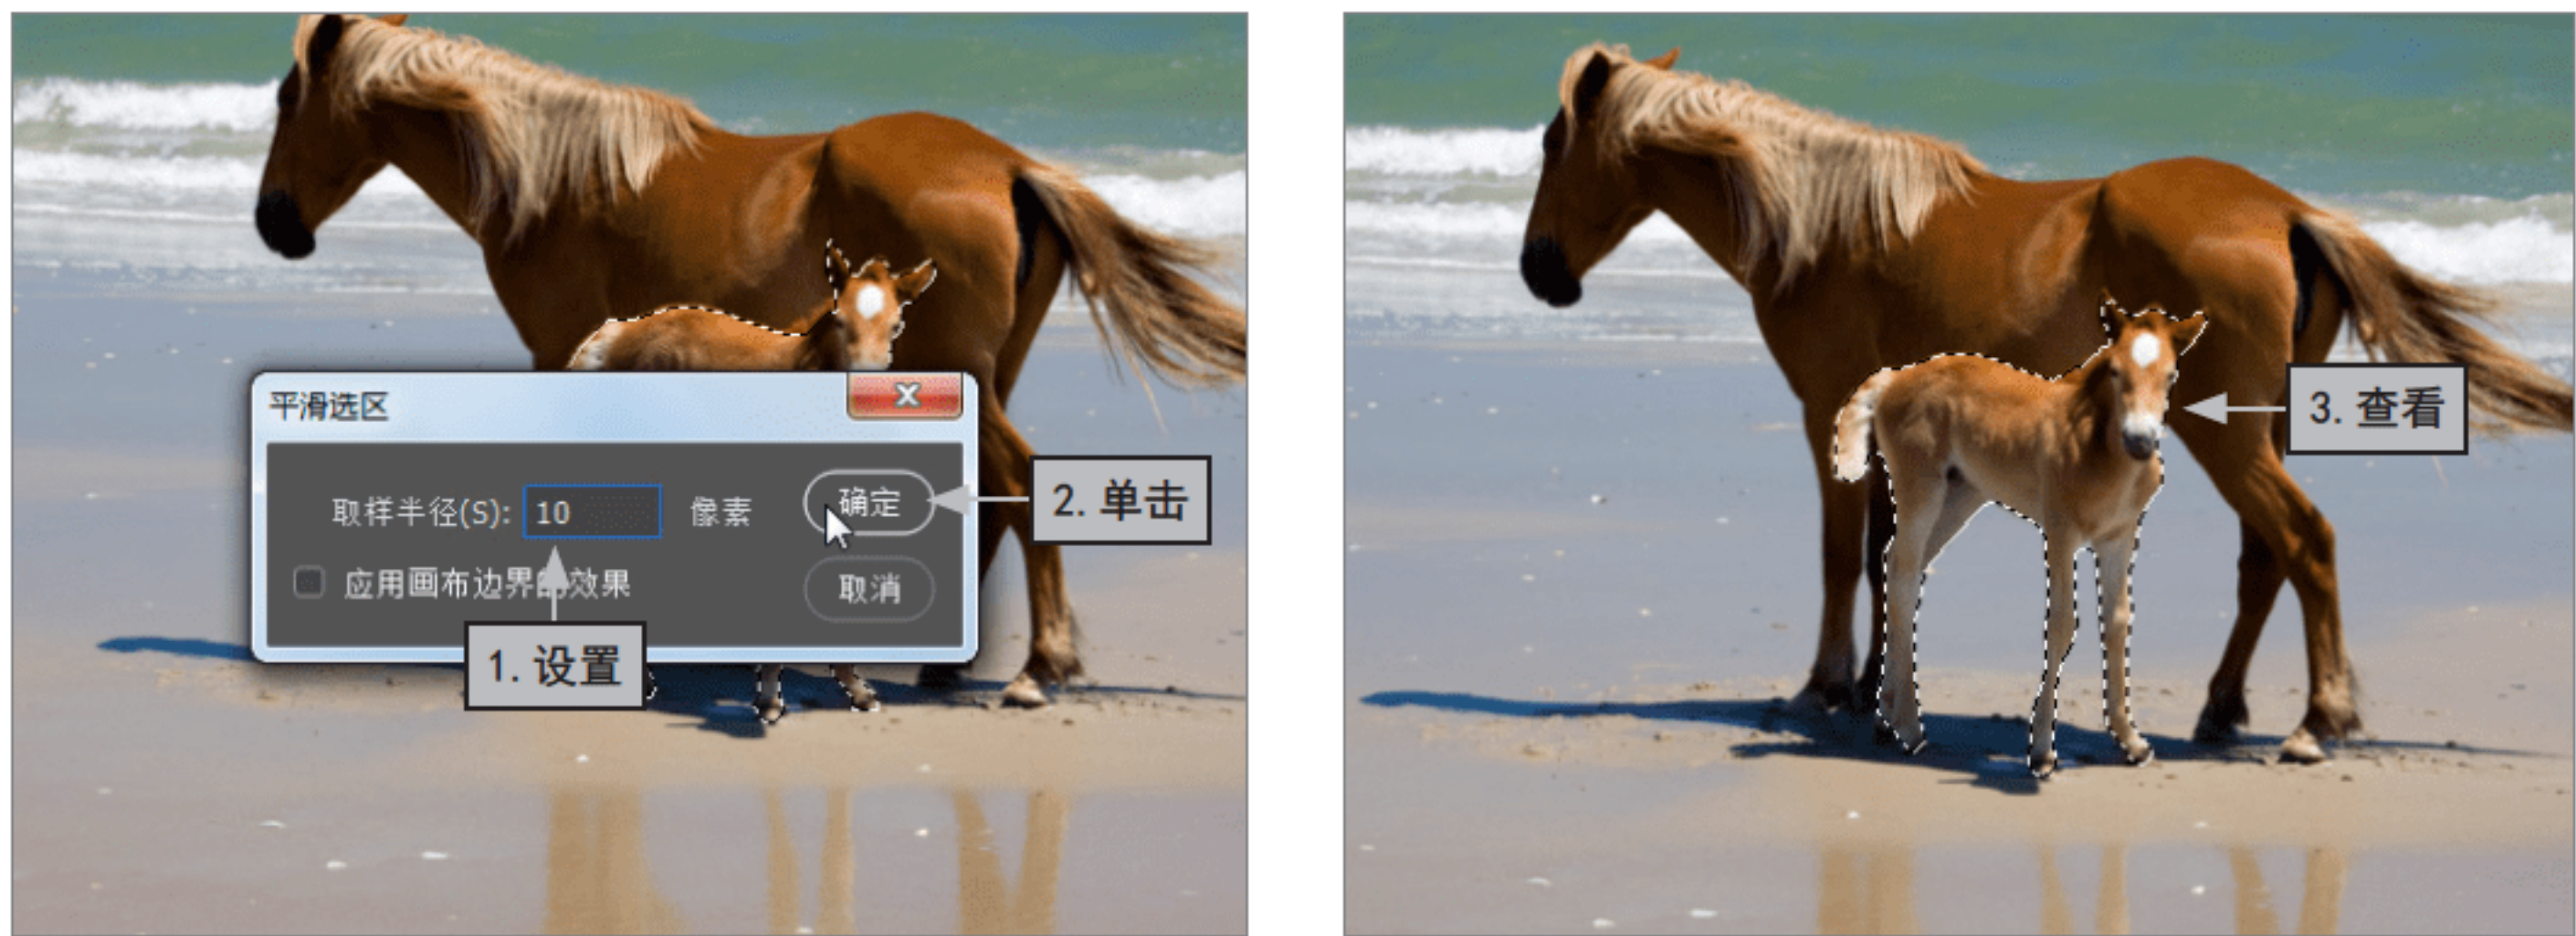 平滑选区
取样半径(S): 10 像素
确定
2. 单击
应用画布边界的效果
取消
1. 设置
3. 查看